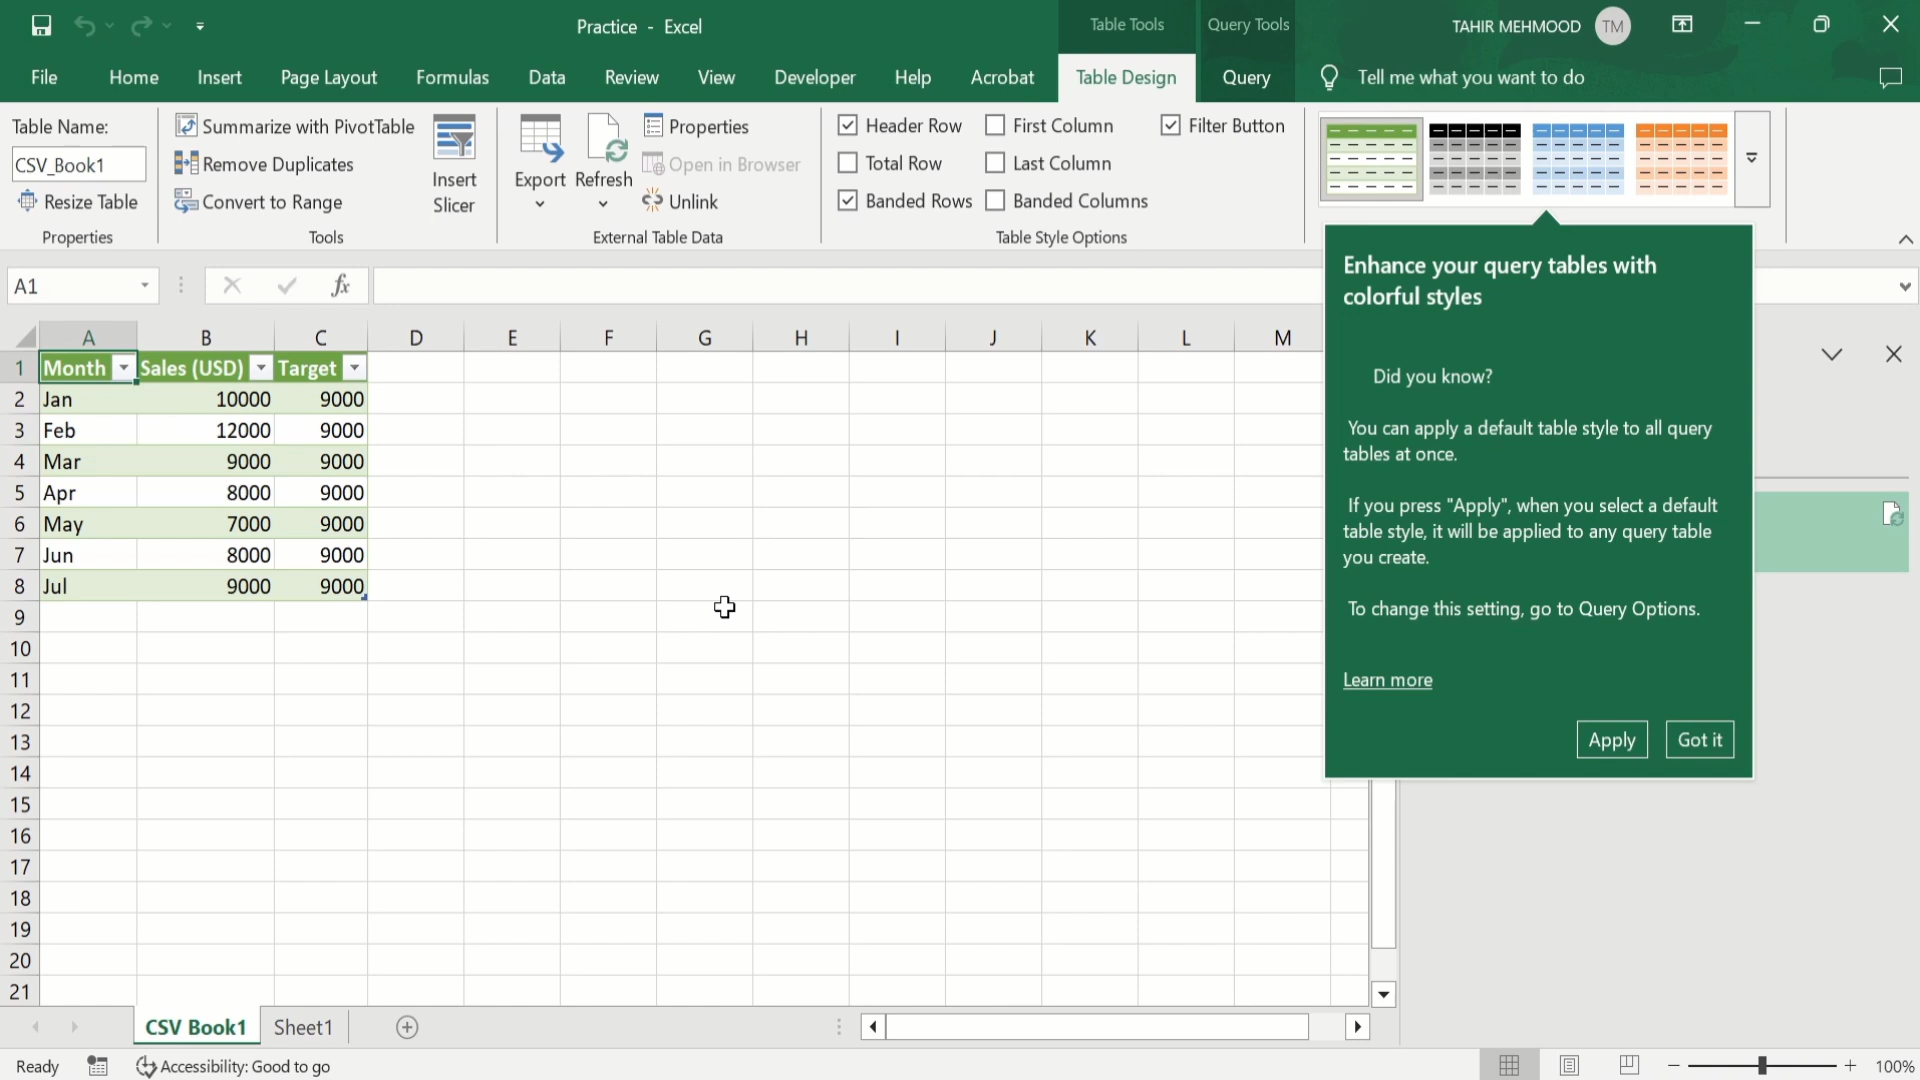 Practice - Excel
Table Tools
Query Tools
TAHIR MEHMOOD
TM
File
Home
Insert
Page Layout
Formulas
Data
Review
View
Developer
Help
Acrobat
Table Design
Query
Tell me what you want to do
Table Name:
CSV_Book1
Resize Table
Properties
Summarize with PivotTable
Remove Duplicates
Convert to Range
Insert
Slicer
Tools
Export
Refresh
Properties
Open in Browser
Unlink
External Table Data
Header Row
Total Row
Banded Rows
First Column
Last Column
Banded Columns
Filter Button
Table Style Options
A1
fx
A B C D E F G H I J K L M
1 Month Sales (USD) Target
2 Jan 10000 9000
3 Feb 12000 9000
4 Mar 9000 9000
5 Apr 8000 9000
6 May 7000 9000
7 Jun 8000 9000
8 Jul 9000 9000
9
10
11
12
13
14
15
16
17
18
19
20
21
Enhance your query tables with
colorful styles
Did you know?
You can apply a default table style to all query
tables at once.
If you press "Apply", when you select a default
table style, it will be applied to any query table
you create.
To change this setting, go to Query Options.
Learn more
Apply
Got it
CSV Book1
Sheet1
Ready
Accessibility: Good to go
100%